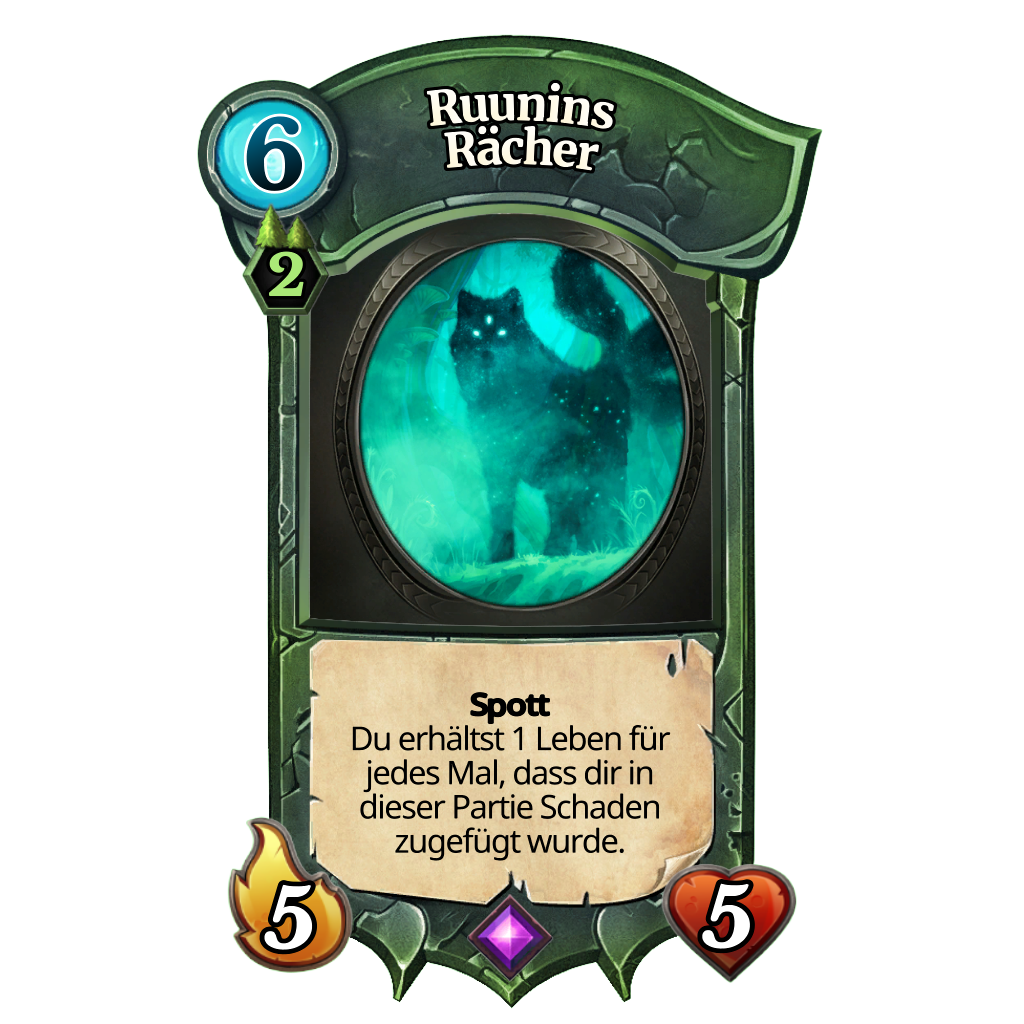 6
Ruunins
Rächer
2
Spott
Du erhältst 1 Leben für
jedes Mal, dass dir in
dieser Partie Schaden
zugefügt wurde.
5
5